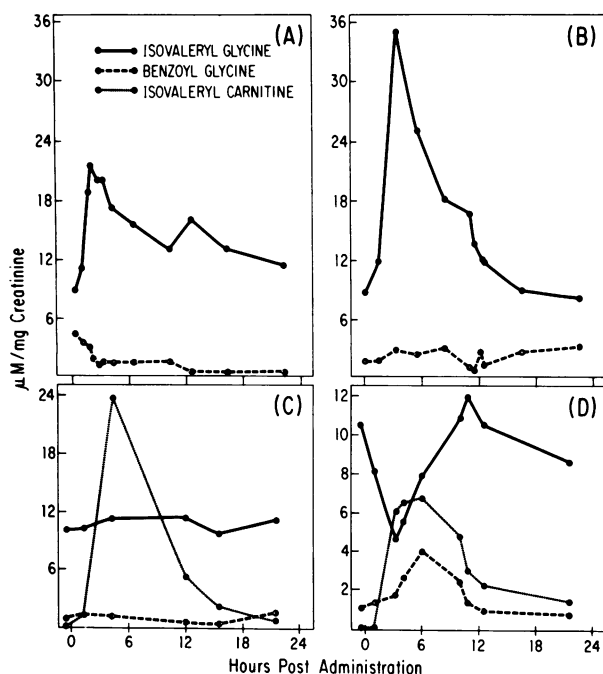 36
30
24
18
12
6
ISOVALERYL GLYCINE
BENZOYL GLYCINE
ISOVALERYL CARNITINE
(A)
36
30
24
18
12
6
(B)
µM/mg Creatinine
24
18
12
6
(C)
0 6 12 18 24
12
10
8
6
4
2
(D)
0 6 12 18 24
Hours Post Administration